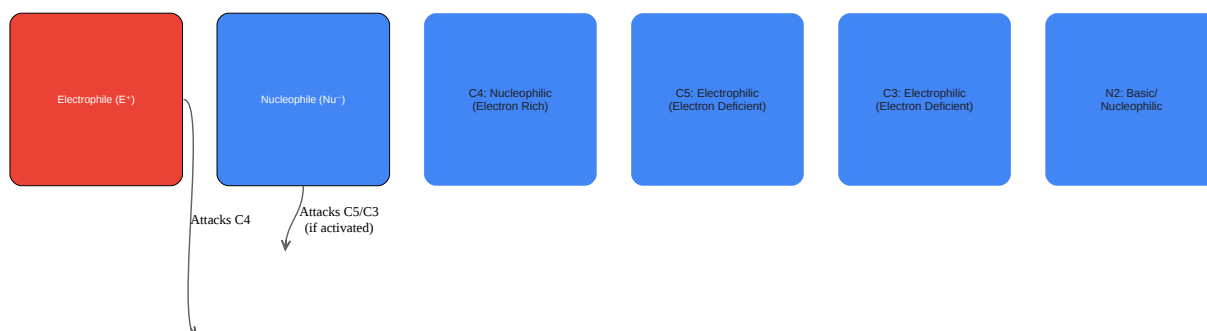 Electrophile (E⁺)
Nucleophile (Nu⁻)
C4: Nucleophilic
(Electron Rich)
C5: Electrophilic
(Electron Deficient)
C3: Electrophilic
(Electron Deficient)
N2: Basic/
Nucleophilic
Attacks C4
Attacks C5/C3
(if activated)